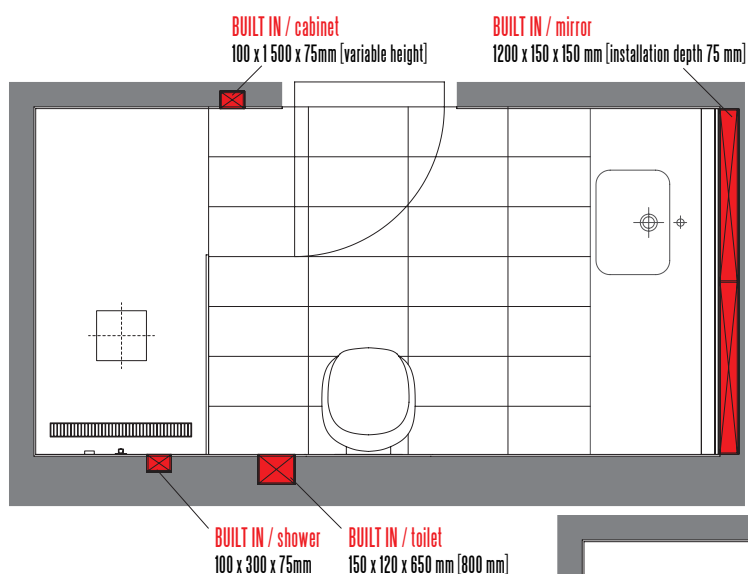 BUILT IN / cabinet
100 x 1 500 x 75mm [variable height]
BUILT IN / mirror
1200 x 150 x 150 mm [installation depth 75 mm]
BUILT IN / shower
100 x 300 x 75mm
BUILT IN / toilet
150 x 120 x 650 mm [800 mm]